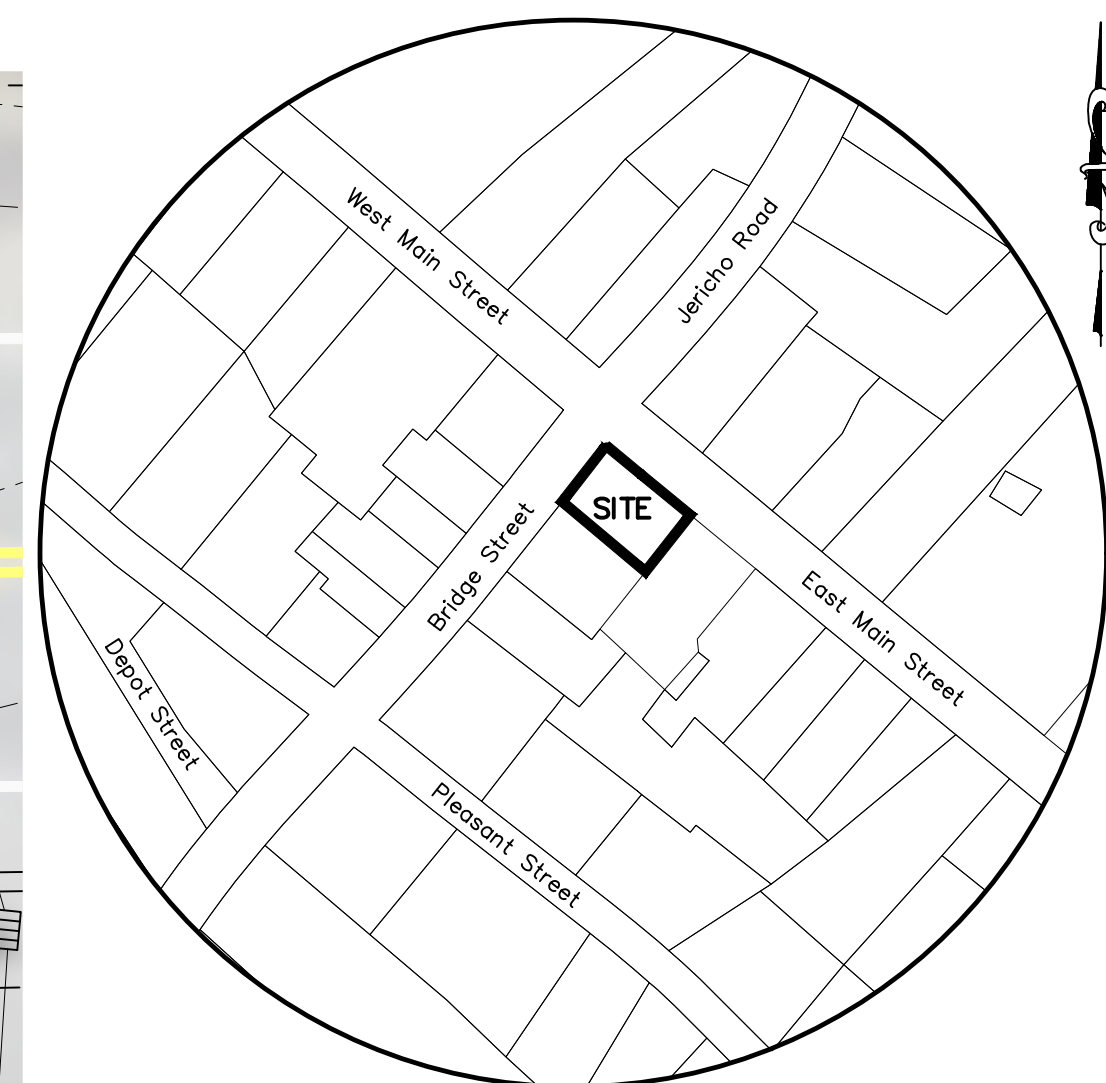 West Main Street
Jericho Road
SITE
Bridge Street
East Main Street
Depot Street
Pleasant Street